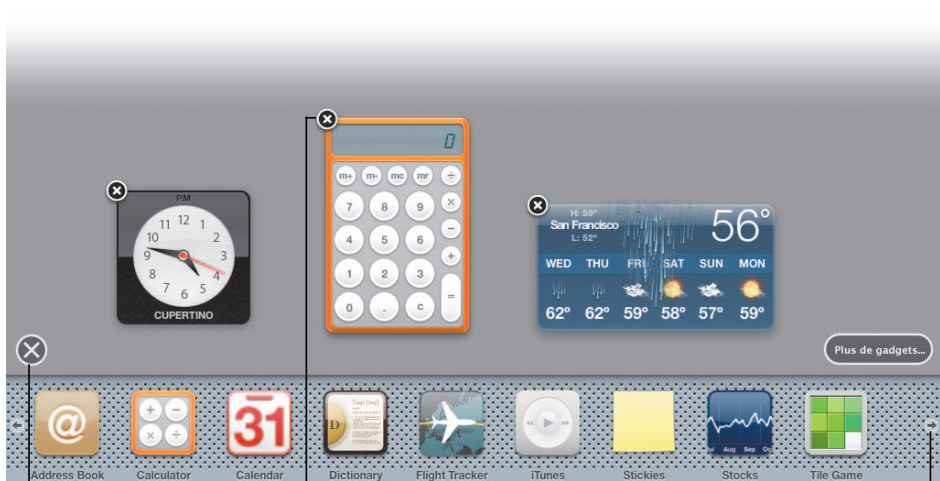 0
m+ m- mc mr ÷
7 8 9 ×
4 5 6 −
1 2 3 +
0 . c =
PM
12
11 1
10 2
9 3
8 4
7 6 5
CUPERTINO
H: 59°
San Francisco
L: 52°
56°
WED THU FRI SAT SUN MON
62° 62° 59° 58° 57° 59°
Plus de gadgets...
@
+ −
× ÷
31
D
Aug Sep
Address Book Calculator Calendar Dictionary Flight Tracker iTunes Stickies Stocks Tile Game